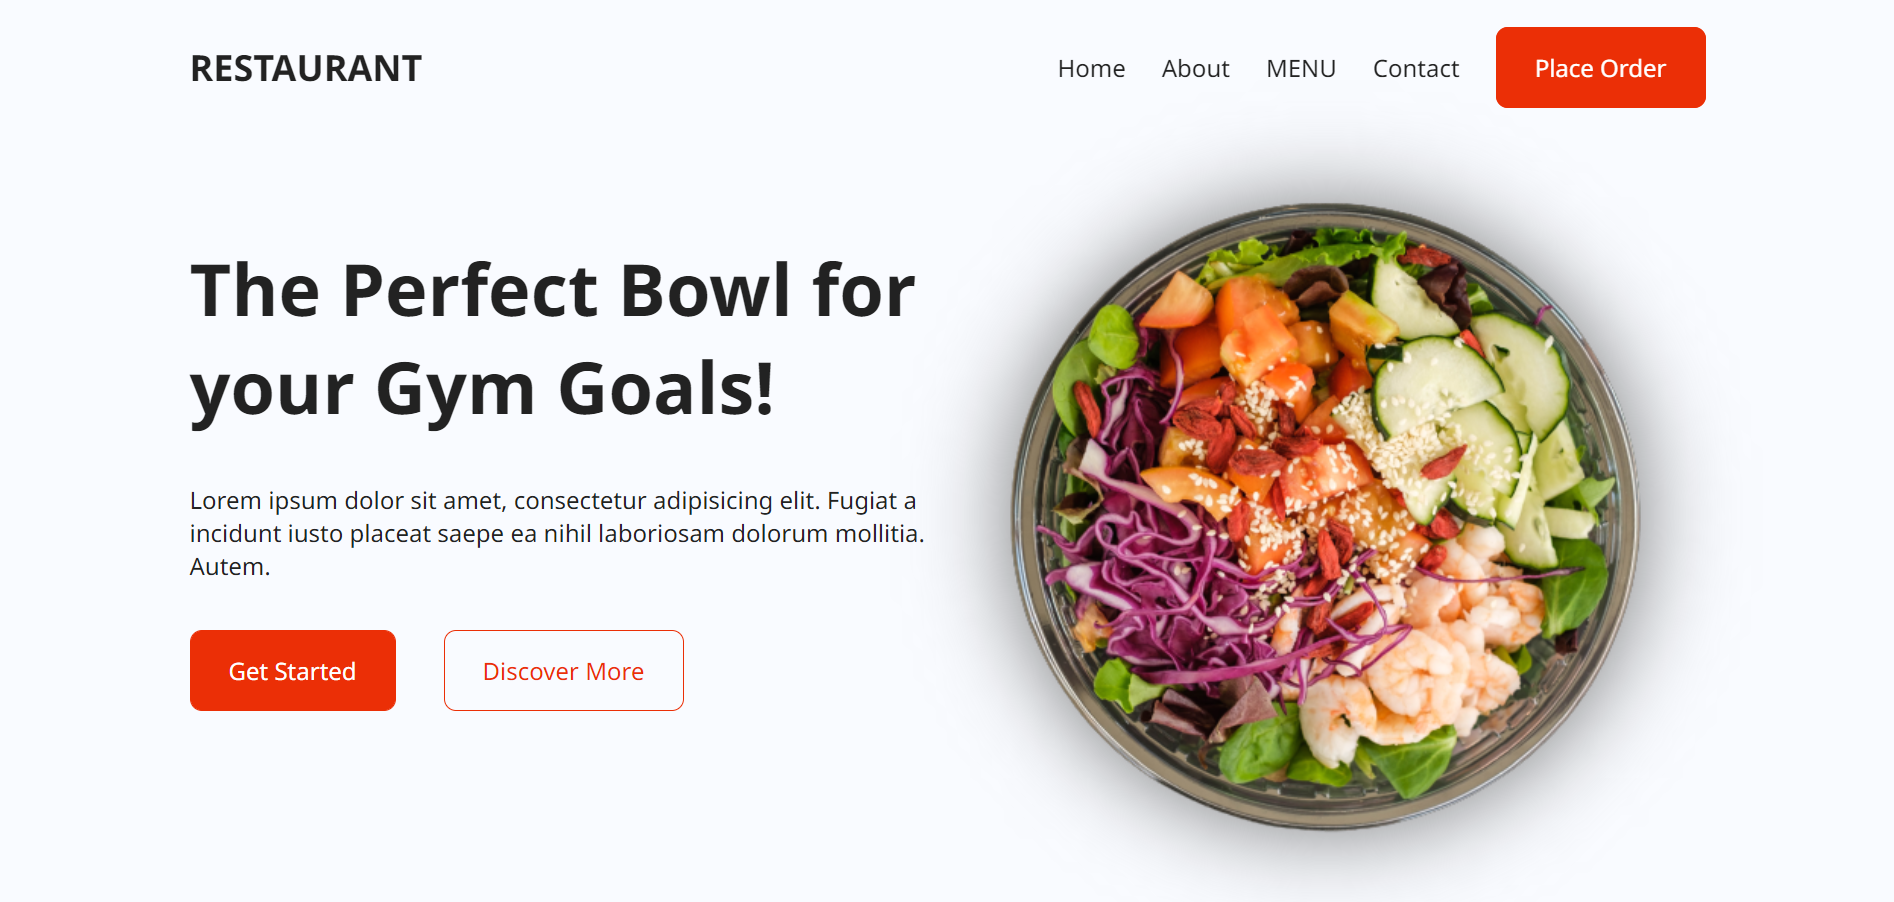 RESTAURANT
Home About MENU Contact Place Order
The Perfect Bowl for
your Gym Goals!
Lorem ipsum dolor sit amet, consectetur adipisicing elit. Fugiat a
incidunt iusto placeat saepe ea nihil laboriosam dolorum mollitia.
Autem.
Get Started Discover More